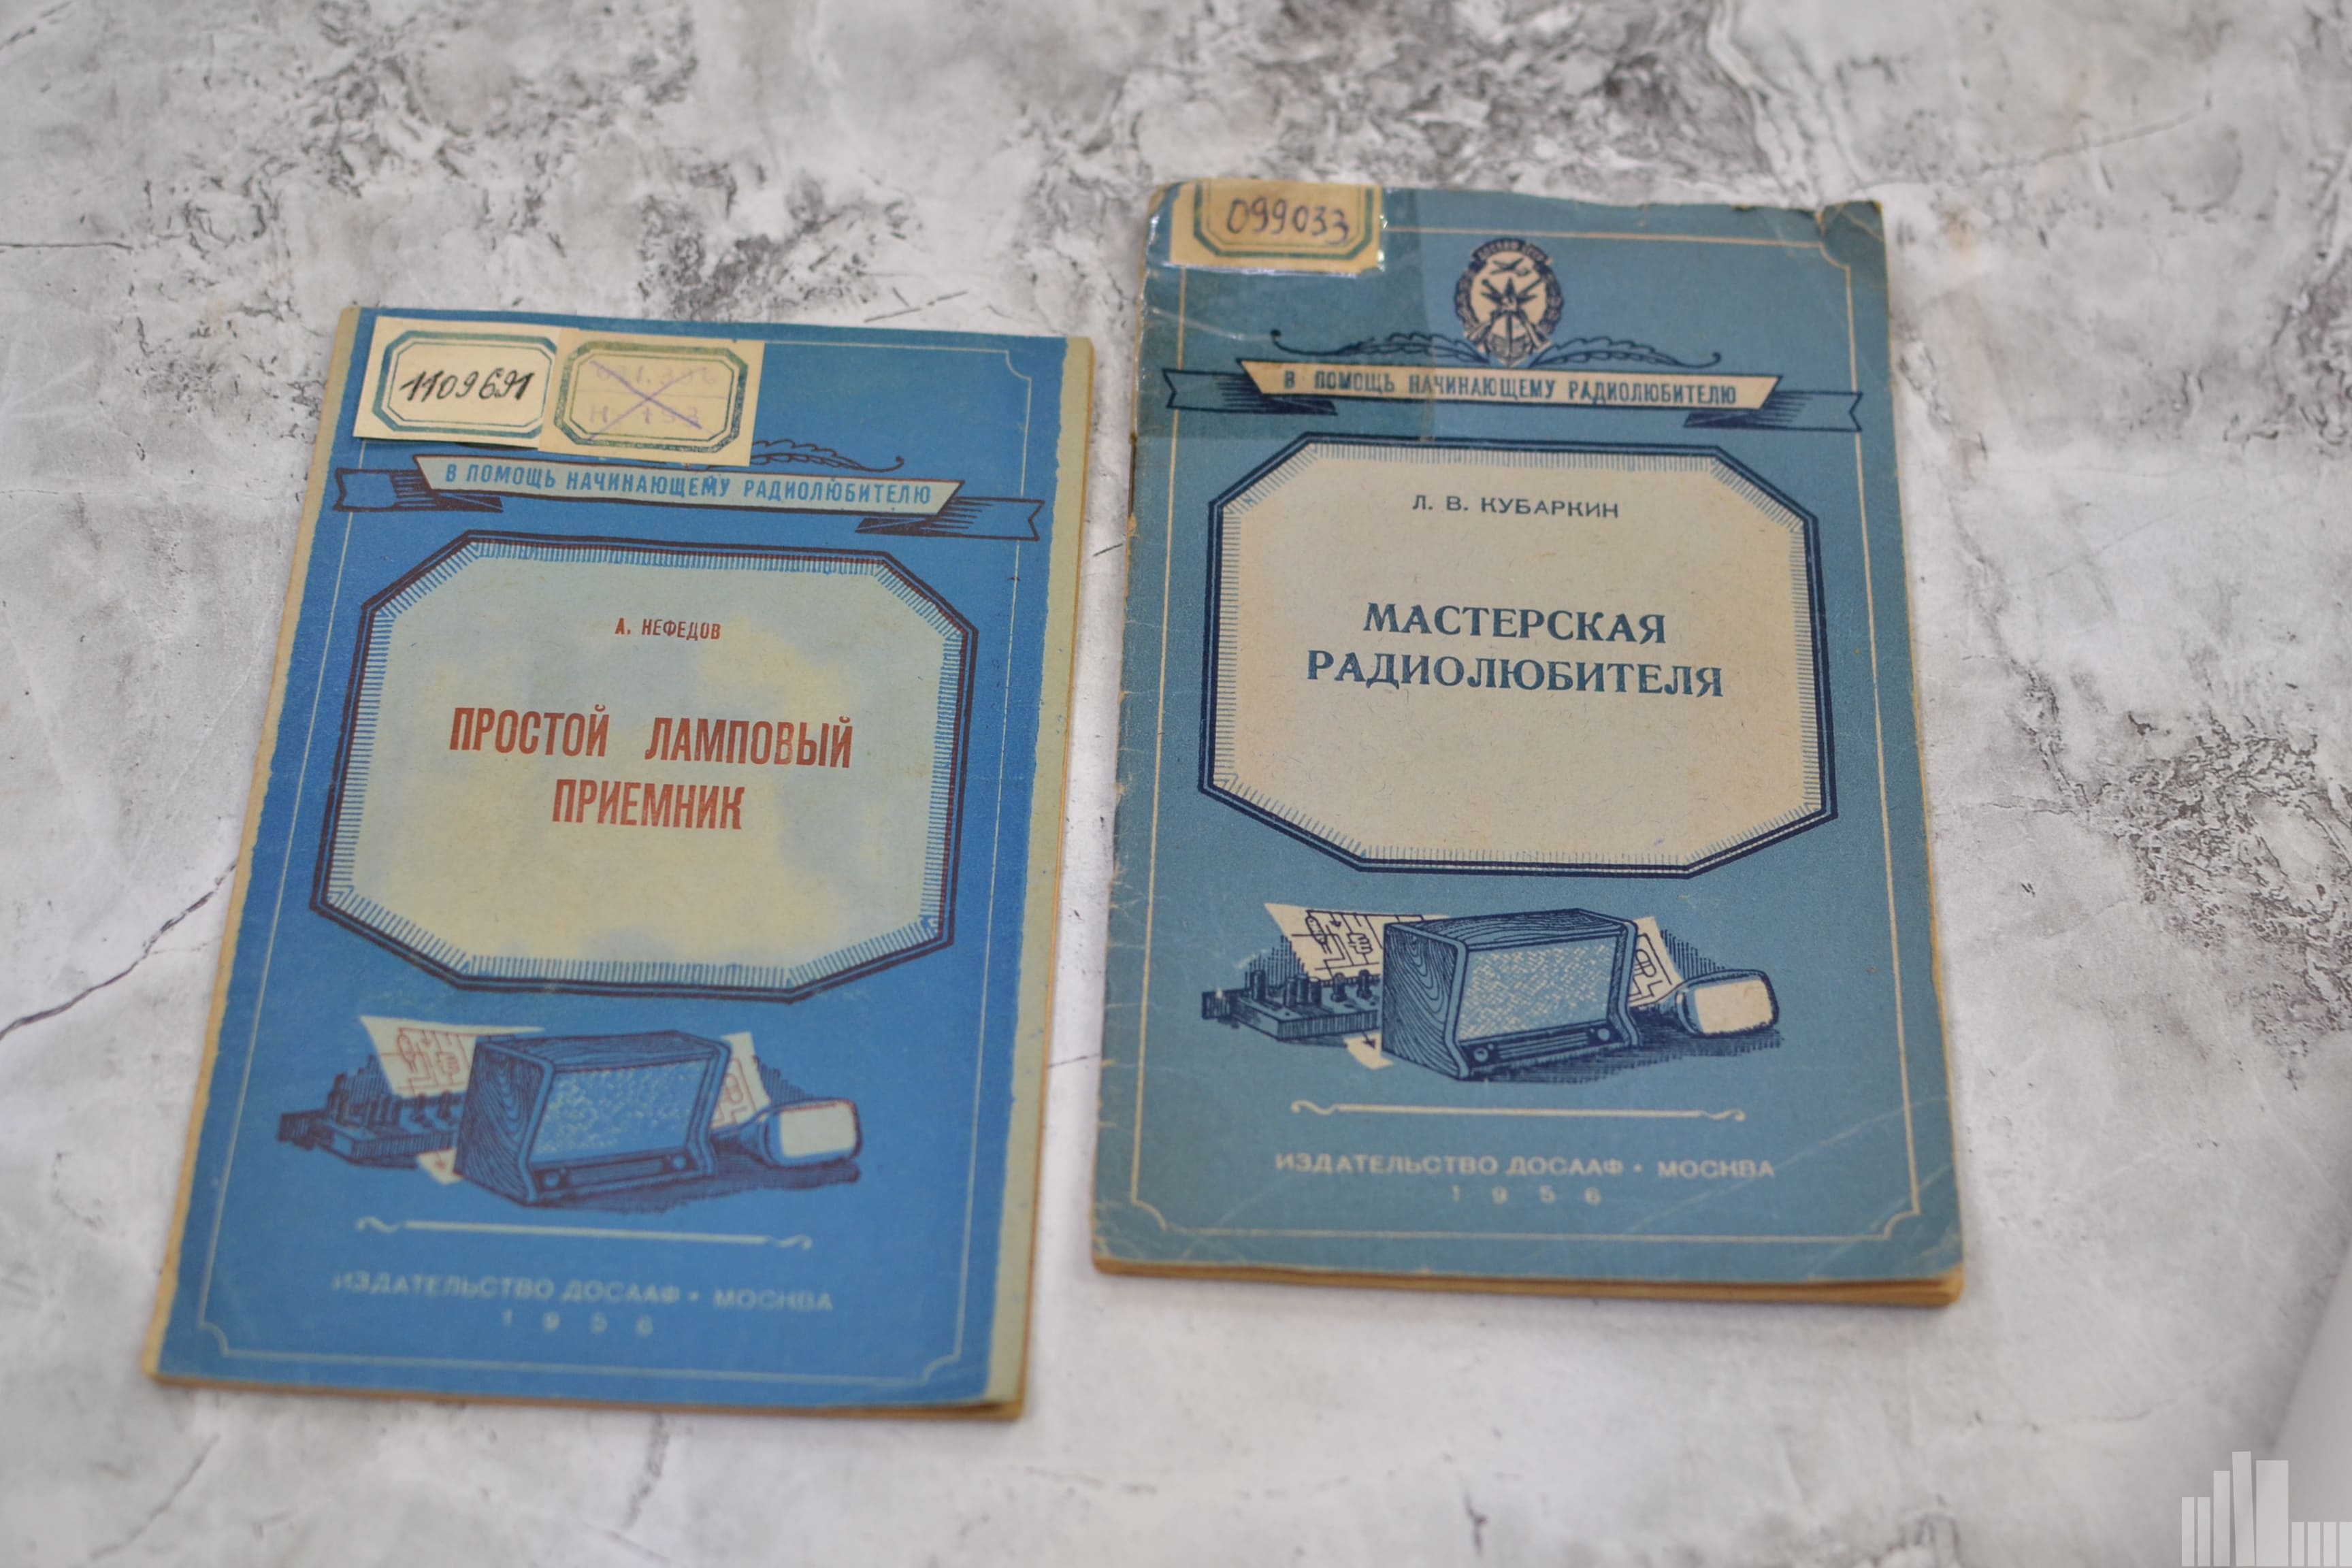 1109691
В ПОМОЩЬ НАЧИНАЮЩЕМУ РАДИОЛЮБИТЕЛЮ
А. НЕФЕДОВ
ПРОСТОЙ ЛАМПОВЫЙ
ПРИЕМНИК
ИЗДАТЕЛЬСТВО ДОСААФ • МОСКВА
1956
099033
В ПОМОЩЬ НАЧИНАЮЩЕМУ РАДИОЛЮБИТЕЛЮ
Л. В. КУБАРКИН
МАСТЕРСКАЯ
РАДИОЛЮБИТЕЛЯ
ИЗДАТЕЛЬСТВО ДОСААФ • МОСКВА
1956